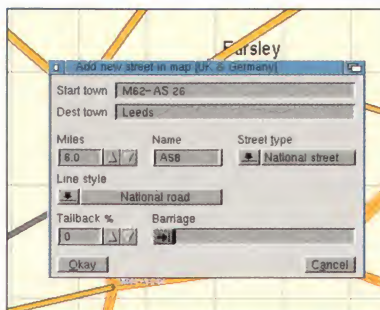 Farsley
Add new street in map [UK & Germany]
Start town M62-AS 26
Dest town Leeds
Miles Name Street type
8.0 A58 National street
Line style
National road
Tailback % Barriage
0
Okay Cancel